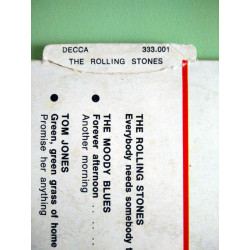 DECCA 333.001
THE ROLLING STONES
THE ROLLING STONES
Everybody needs somebody
THE MOODY BLUES
Forever afternoon . . . .
Another morning
TOM JONES
Green, green grass of home
Promise her anything